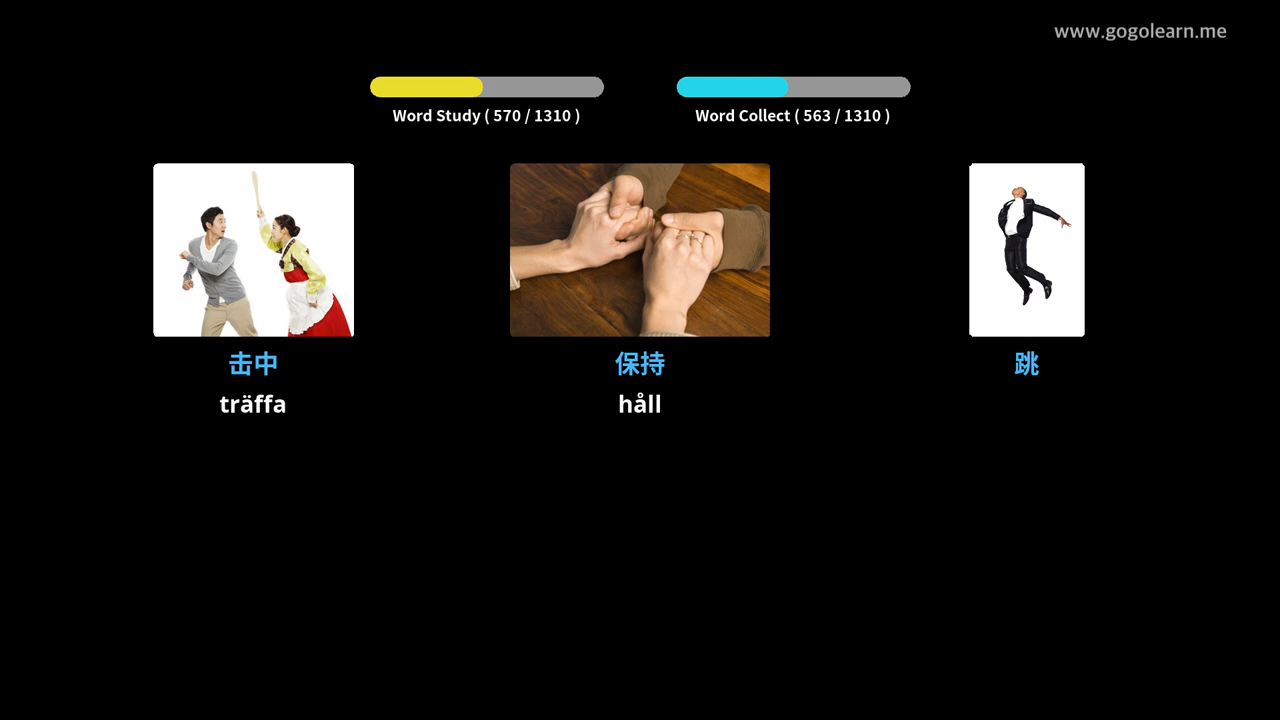 www.gogolearn.me
Word Study ( 570 / 1310 )
Word Collect ( 563 / 1310 )
击中
träffa
保持
håll
跳